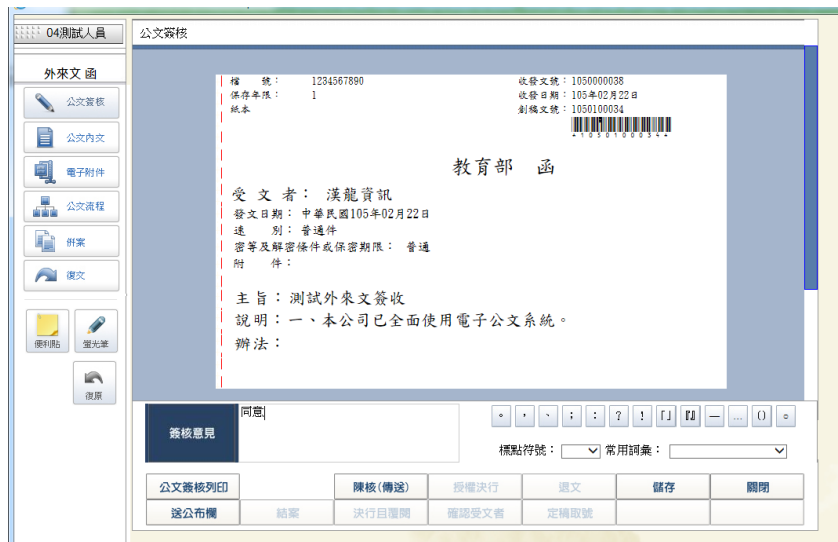 04測試人員
公文簽核
外來文 函
公文簽核
公文內文
電子附件
公文流程
併案
復文
便利貼
螢光筆
復原
檔 號： 1234567890
保存年限： 1
紙本
收發文號：1050000038
收發日期：105年02月22日
創稿文號：1050100034
*1050100034*
教育部 函
受 文 者： 漢龍資訊
發文日期： 中華民國105年02月22日
速 別：普通件
密等及解密條件或保密期限： 普通
附 件：
主旨：測試外來文簽收
說明：一、本公司已全面使用電子公文系統。
辦法：
簽核意見
同意
。 ， 、 ； ： ？ ！ 「」 『』 — … () ○
標點符號： 常用詞彙：
公文簽核列印 陳核(傳送) 授權決行 退文 儲存 關閉
送公布欄 結案 決行且覆閱 確認受文者 定稿取號